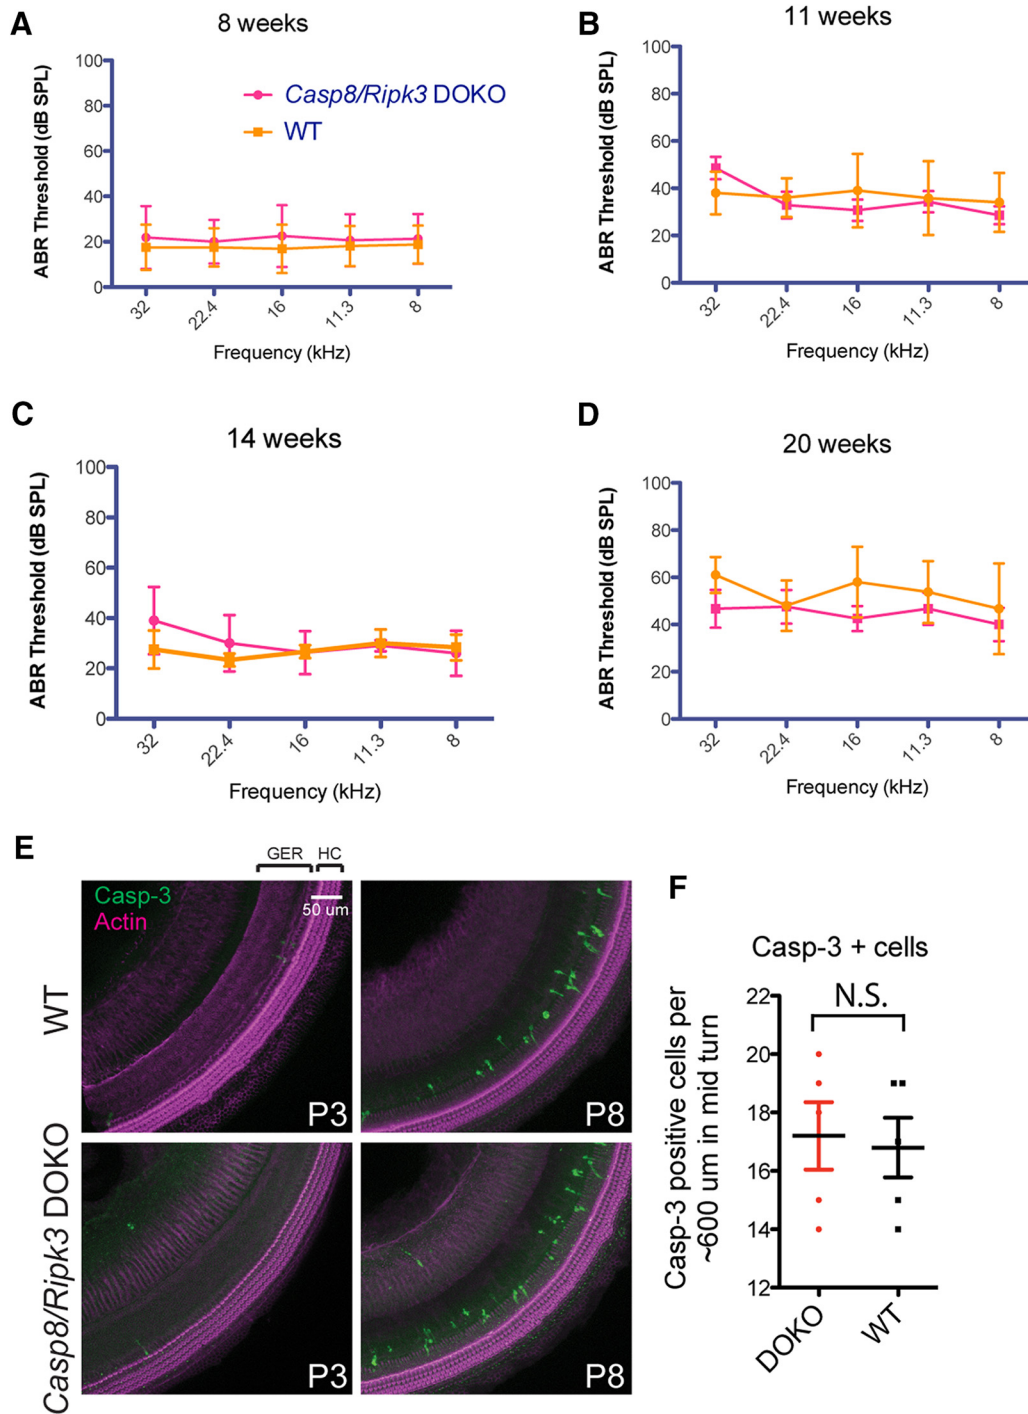 A
8 weeks
ABR Threshold (dB SPL)
100
80
60
40
20
0
Casp8/Ripk3 DOKO
WT
32
22.4
16
11.3
8
Frequency (kHz)
B
11 weeks
ABR Threshold (dB SPL)
100
80
60
40
20
0
32
22.4
16
11.3
8
Frequency (kHz)
C
14 weeks
ABR Threshold (dB SPL)
100
80
60
40
20
0
32
22.4
16
11.3
8
Frequency (kHz)
D
20 weeks
ABR Threshold (dB SPL)
100
80
60
40
20
0
32
22.4
16
11.3
8
Frequency (kHz)
E
GER
HC
WT
Casp-3
Actin
50 um
P3
P8
Casp8/Ripk3 DOKO
P3
P8
F
Casp-3 + cells
N.S.
Casp-3 positive cells per
~600 um in mid turn
22
20
18
16
14
12
DOKO
WT